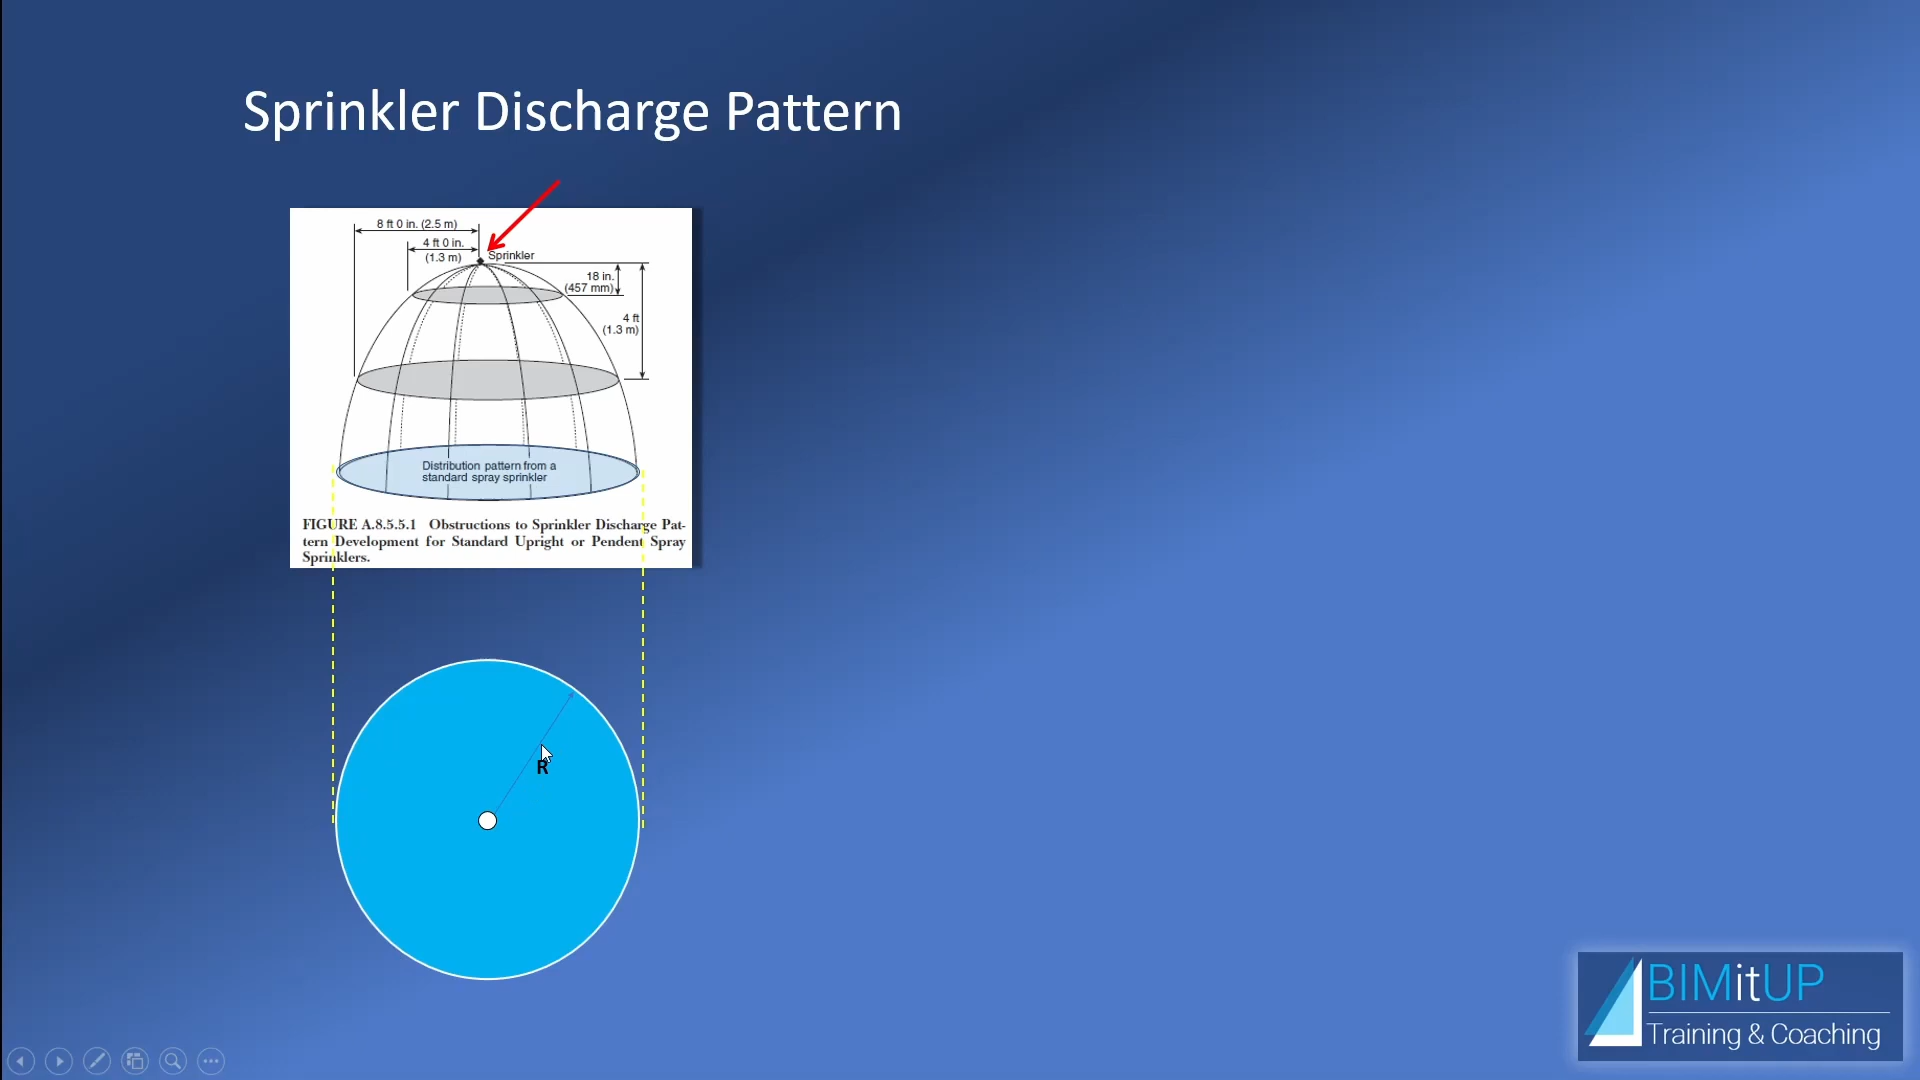 Sprinkler Discharge Pattern
8 ft 0 in. (2.5 m)
4 ft 0 in.
(1.3 m)
Sprinkler
18 in.
(457 mm)
4 ft
(1.3 m)
Distribution pattern from a
standard spray sprinkler
FIGURE A.8.5.5.1 Obstructions to Sprinkler Discharge Pat-
tern Development for Standard Upright or Pendent Spray
Sprinklers.
R
BIMitUP
Training & Coaching